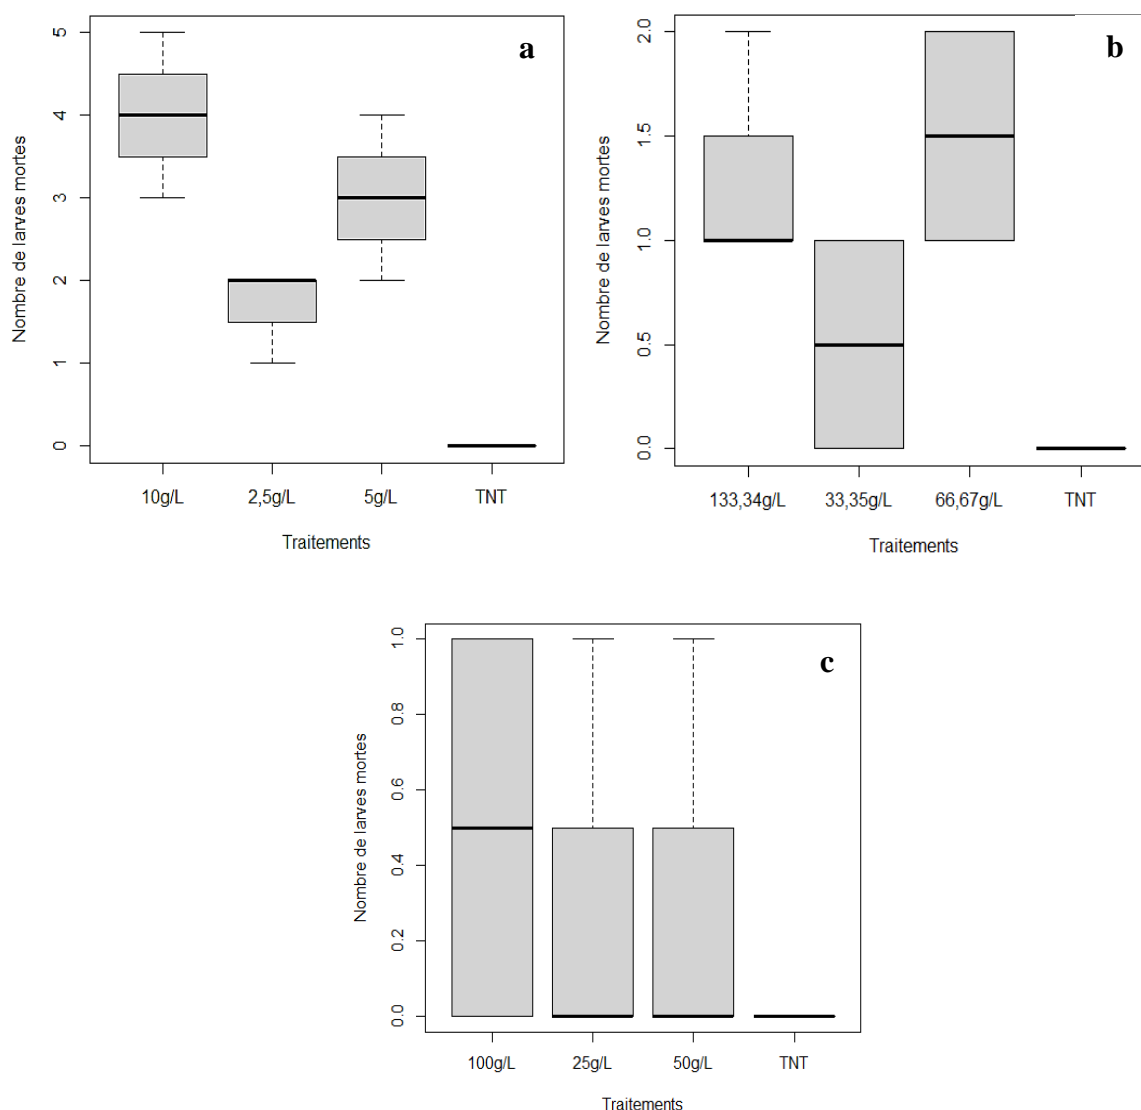 a
Nombre de larves mortes
5
4
3
2
1
0
10g/L 2,5g/L 5g/L TNT
Traitements
b
Nombre de larves mortes
2.0
1.5
1.0
0.5
0.0
133,34g/L 33,35g/L 66,67g/L TNT
Traitements
c
Nombre de larves mortes
1.0
0.8
0.6
0.4
0.2
0.0
100g/L 25g/L 50g/L TNT
Traitements